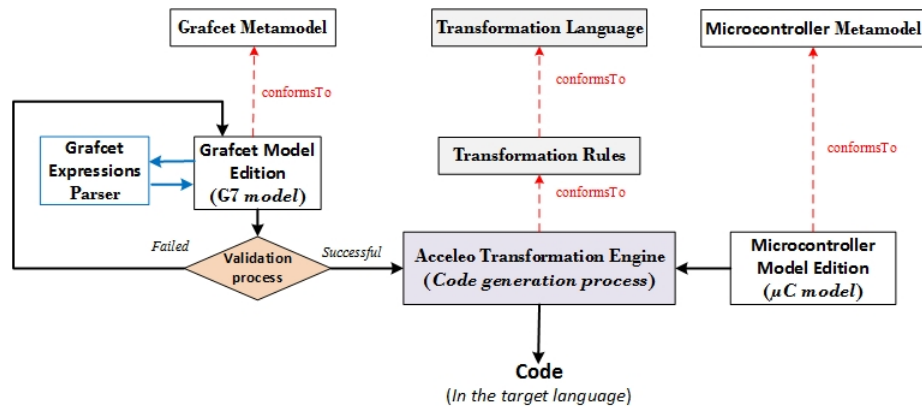 Grafcet Metamodel
Transformation Language
Microcontroller Metamodel
conformsTo
conformsTo
conformsTo
Grafcet
Expressions
Parser
Grafcet Model
Edition
(G7 model)
Transformation Rules
conformsTo
Failed
Validation
process
Successful
Acceleo Transformation Engine
(Code generation process)
Microcontroller
Model Edition
(μC model)
Code
(In the target language)